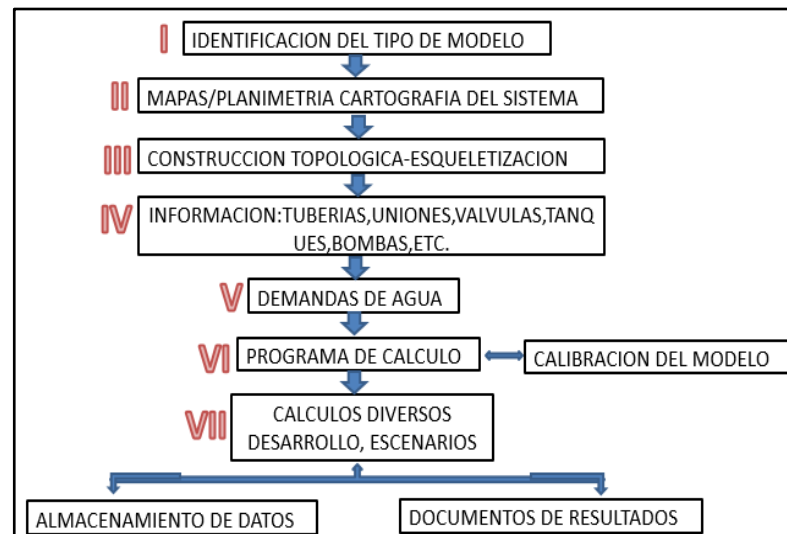 I IDENTIFICACION DEL TIPO DE MODELO
II MAPAS/PLANIMETRIA CARTOGRAFIA DEL SISTEMA
III CONSTRUCCION TOPOLOGICA-ESQUELETIZACION
IV INFORMACION:TUBERIAS,UNIONES,VALVULAS,TANQ
UES,BOMBAS,ETC.
V DEMANDAS DE AGUA
VI PROGRAMA DE CALCULO CALIBRACION DEL MODELO
VII CALCULOS DIVERSOS
DESARROLLO, ESCENARIOS
ALMACENAMIENTO DE DATOS DOCUMENTOS DE RESULTADOS